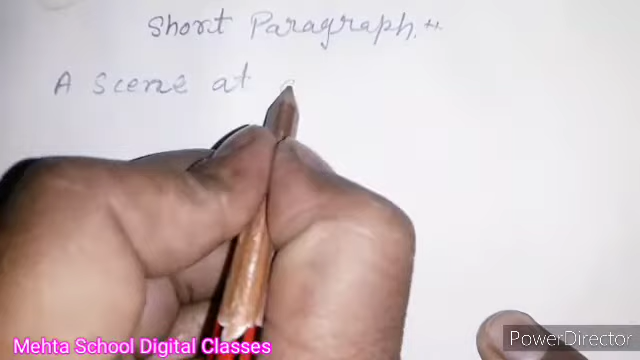 Short Paragraph.
A scene at
PowerDirector
Mehta School Digital Classes